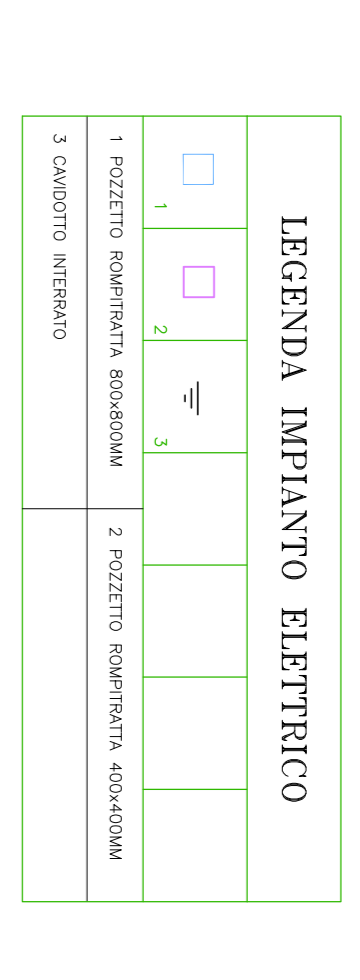 LEGENDA IMPIANTO ELETTRICO
1 2 3
1 POZZETTO ROMPITRATTA 800x800MM
2 POZZETTO ROMPITRATTA 400x400MM
3 CAVIDOTTO INTERRATO